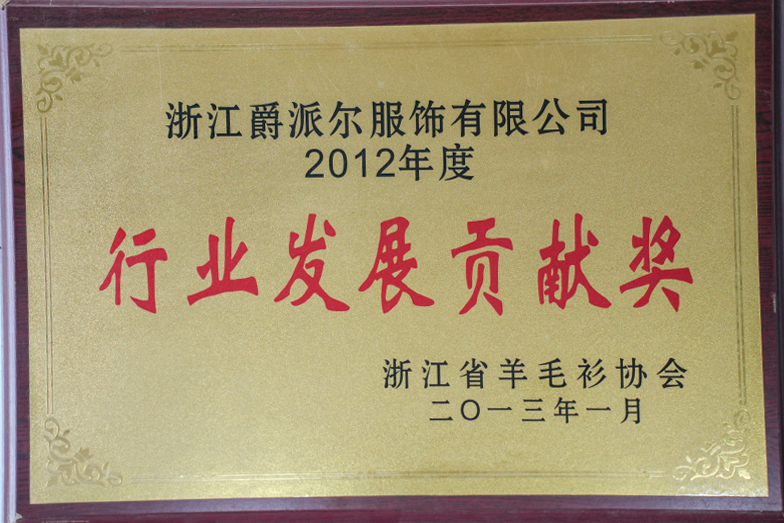 浙江爵派尔服饰有限公司
2012年度
行业发展贡献奖
浙江省羊毛衫协会
二〇一三年一月